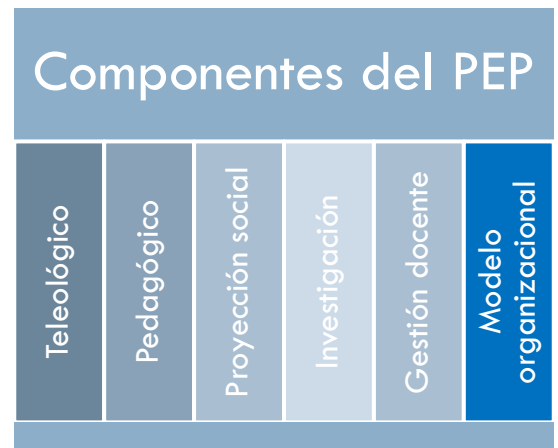 Componentes del PEP
Teleológico
Pedagógico
Proyección social
Investigación
Gestión docente
Modelo
organizacional